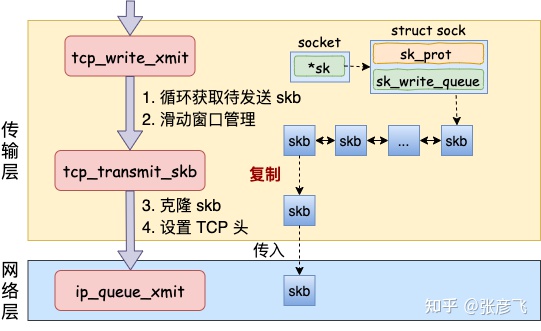 传输层
tcp_write_xmit
1. 循环获取待发送 skb
2. 滑动窗口管理
tcp_transmit_skb
3. 克隆 skb
4. 设置 TCP 头
socket
*sk
struct sock
sk_prot
sk_write_queue
skb
skb
...
skb
复制
skb
传入
网络层
ip_queue_xmit
skb
知乎 @张彦飞